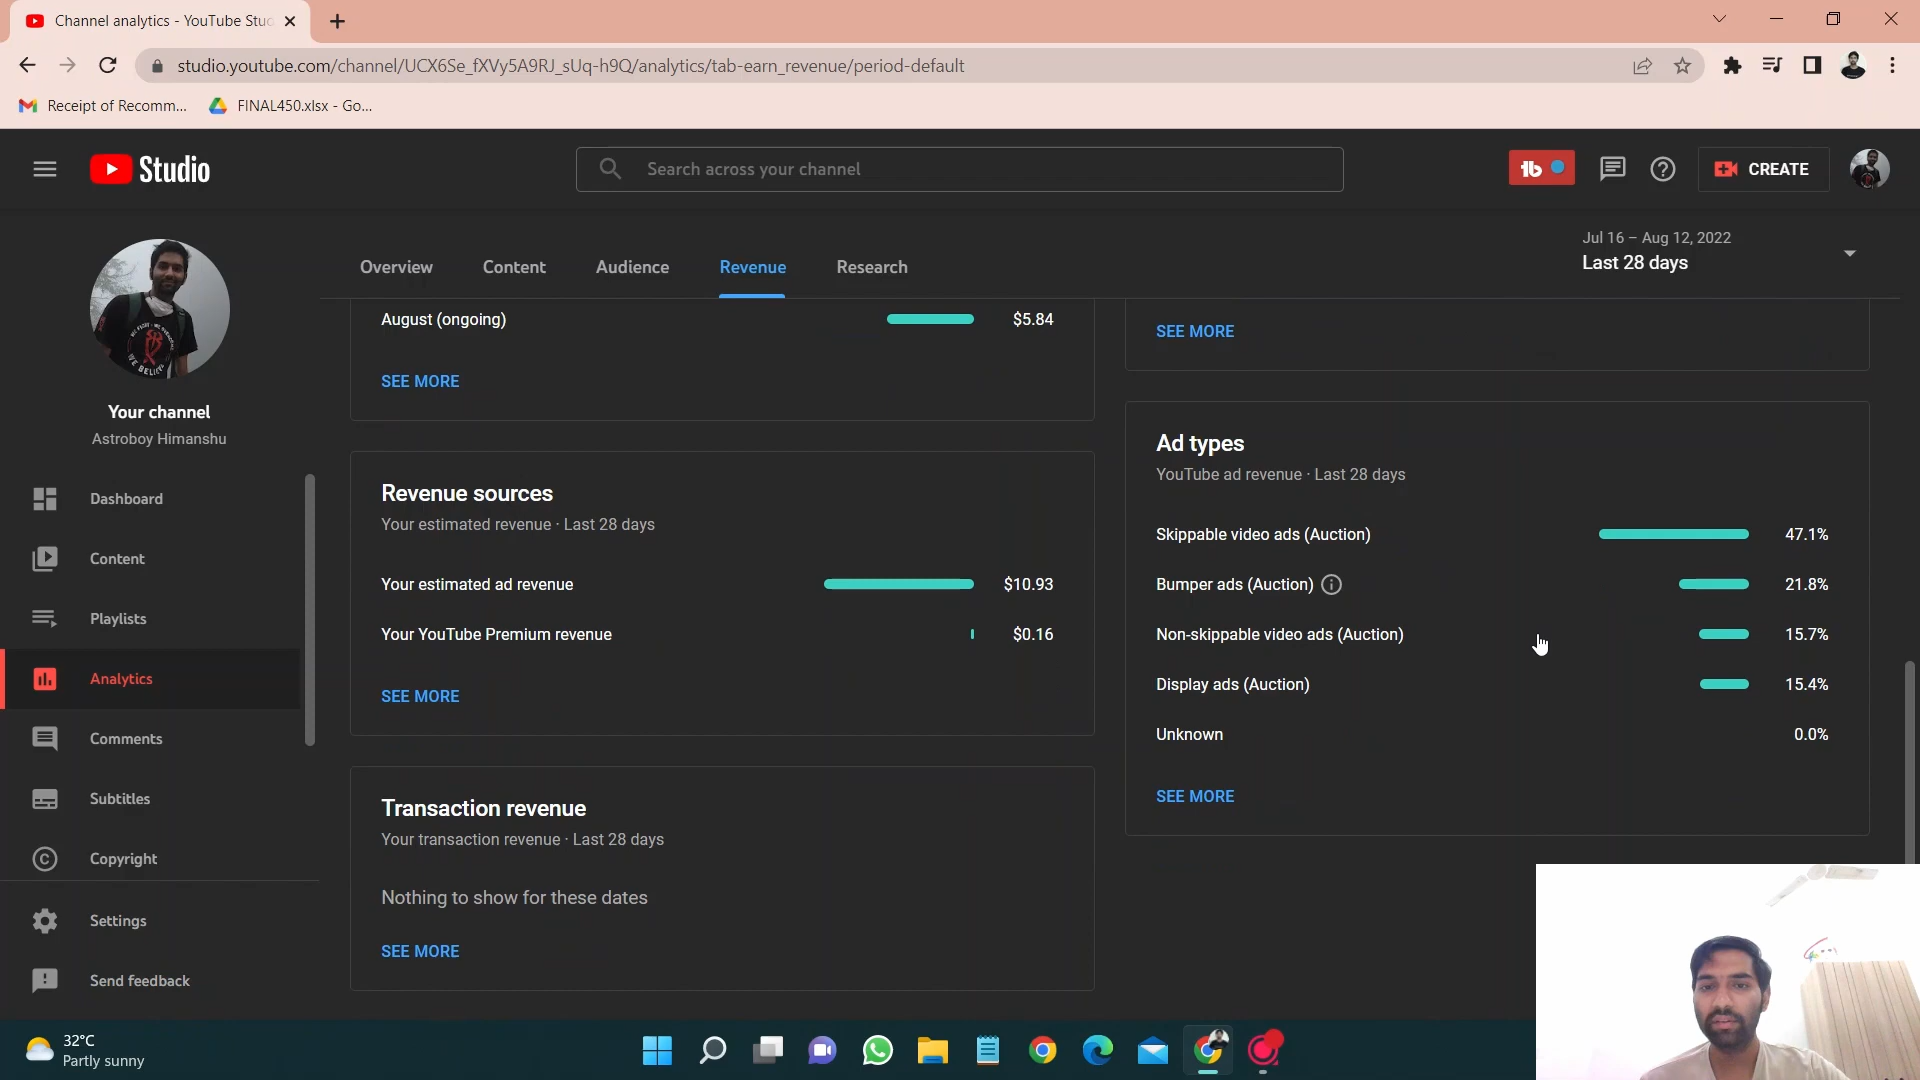 Channel analytics - YouTube Stud
studio.youtube.com/channel/UCX6Se_fXVy5A9RJ_sUq-h9Q/analytics/tab-earn_revenue/period-default
Receipt of Recomm...
FINAL450.xlsx - Go...
Studio
Search across your channel
CREATE
Your channel
Astroboy Himanshu
Dashboard
Content
Playlists
Analytics
Comments
Subtitles
Copyright
Settings
Send feedback
Overview
Content
Audience
Revenue
Research
Jul 16 – Aug 12, 2022
Last 28 days
August (ongoing) $5.84
SEE MORE
Revenue sources
Your estimated revenue · Last 28 days
Your estimated ad revenue $10.93
Your YouTube Premium revenue $0.16
SEE MORE
Transaction revenue
Your transaction revenue · Last 28 days
Nothing to show for these dates
SEE MORE
SEE MORE
Ad types
YouTube ad revenue · Last 28 days
Skippable video ads (Auction) 47.1%
Bumper ads (Auction) 21.8%
Non-skippable video ads (Auction) 15.7%
Display ads (Auction) 15.4%
Unknown 0.0%
SEE MORE
32°C
Partly sunny